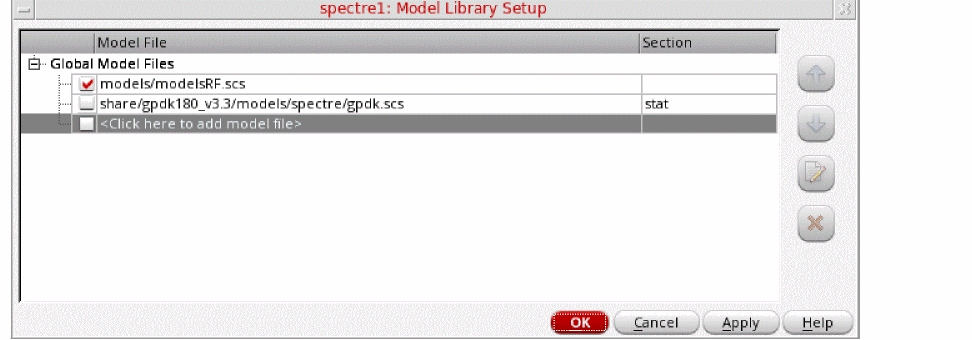 spectre1: Model Library Setup
Model File Section
Global Model Files
models/modelsRF.scs
share/gpdk180_v3.3/models/spectre/gpdk.scs stat
<Click here to add model file>
OK Cancel Apply Help